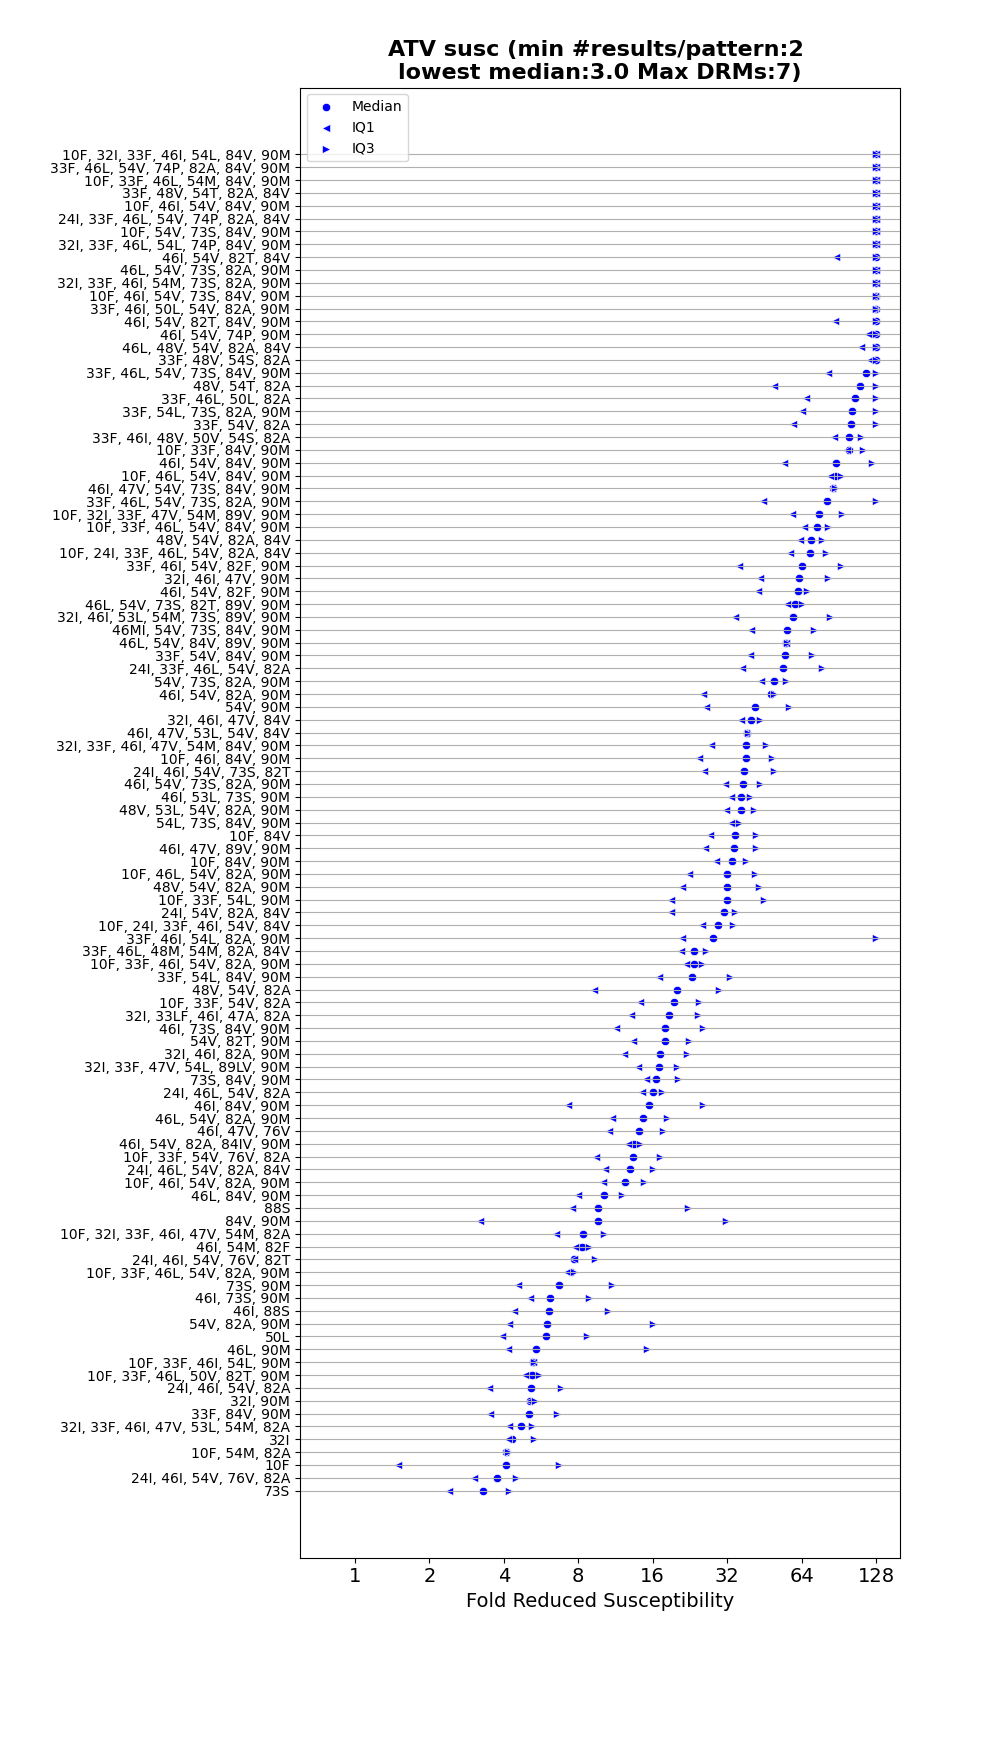 ATV susc (min #results/pattern:2
lowest median:3.0 Max DRMs:7)
Median
IQ1
IQ3
10F, 32I, 33F, 46I, 54L, 84V, 90M
33F, 46L, 54V, 74P, 82A, 84V, 90M
10F, 33F, 46L, 54M, 84V, 90M
33F, 48V, 54T, 82A, 84V
10F, 46I, 54V, 84V, 90M
24I, 33F, 46L, 54V, 74P, 82A, 84V
10F, 54V, 73S, 84V, 90M
32I, 33F, 46L, 54L, 74P, 84V, 90M
46I, 54V, 82T, 84V
46L, 54V, 73S, 82A, 90M
32I, 33F, 46I, 54M, 73S, 82A, 90M
10F, 46I, 54V, 73S, 84V, 90M
33F, 46I, 50L, 54V, 82A, 90M
46I, 54V, 82T, 84V, 90M
46I, 54V, 74P, 90M
46L, 48V, 54V, 82A, 84V
33F, 48V, 54S, 82A
33F, 46L, 54V, 73S, 84V, 90M
48V, 54T, 82A
33F, 46L, 50L, 82A
33F, 54L, 73S, 82A, 90M
33F, 54V, 82A
33F, 46I, 48V, 50V, 54S, 82A
10F, 33F, 84V, 90M
46I, 54V, 84V, 90M
10F, 46L, 54V, 84V, 90M
46I, 47V, 54V, 73S, 84V, 90M
33F, 46L, 54V, 73S, 82A, 90M
10F, 32I, 33F, 47V, 54M, 89V, 90M
10F, 33F, 46L, 54V, 84V, 90M
48V, 54V, 82A, 84V
10F, 24I, 33F, 46L, 54V, 82A, 84V
33F, 46I, 54V, 82F, 90M
32I, 46I, 47V, 90M
46I, 54V, 82F, 90M
46L, 54V, 73S, 82T, 89V, 90M
32I, 46I, 53L, 54M, 73S, 89V, 90M
46MI, 54V, 73S, 84V, 90M
46L, 54V, 84V, 89V, 90M
33F, 54V, 84V, 90M
24I, 33F, 46L, 54V, 82A
54V, 73S, 82A, 90M
46I, 54V, 82A, 90M
54V, 90M
32I, 46I, 47V, 84V
46I, 47V, 53L, 54V, 84V
32I, 33F, 46I, 47V, 54M, 84V, 90M
10F, 46I, 84V, 90M
24I, 46I, 54V, 73S, 82T
46I, 54V, 73S, 82A, 90M
46I, 53L, 73S, 90M
48V, 53L, 54V, 82A, 90M
54L, 73S, 84V, 90M
10F, 84V
46I, 47V, 89V, 90M
10F, 84V, 90M
10F, 46L, 54V, 82A, 90M
48V, 54V, 82A, 90M
10F, 33F, 54L, 90M
24I, 54V, 82A, 84V
10F, 24I, 33F, 46I, 54V, 84V
33F, 46I, 54L, 82A, 90M
33F, 46L, 48M, 54M, 82A, 84V
10F, 33F, 46I, 54V, 82A, 90M
33F, 54L, 84V, 90M
48V, 54V, 82A
10F, 33F, 54V, 82A
32I, 33LF, 46I, 47A, 82A
46I, 73S, 84V, 90M
54V, 82T, 90M
32I, 46I, 82A, 90M
32I, 33F, 47V, 54L, 89LV, 90M
73S, 84V, 90M
24I, 46L, 54V, 82A
46I, 84V, 90M
46L, 54V, 82A, 90M
46I, 47V, 76V
46I, 54V, 82A, 84IV, 90M
10F, 33F, 54V, 76V, 82A
24I, 46L, 54V, 82A, 84V
10F, 46I, 54V, 82A, 90M
46L, 84V, 90M
88S
84V, 90M
10F, 32I, 33F, 46I, 47V, 54M, 82A
46I, 54M, 82F
24I, 46I, 54V, 76V, 82T
10F, 33F, 46L, 54V, 82A, 90M
73S, 90M
46I, 73S, 90M
46I, 88S
54V, 82A, 90M
50L
46L, 90M
10F, 33F, 46I, 54L, 90M
10F, 33F, 46L, 50V, 82T, 90M
24I, 46I, 54V, 82A
32I, 90M
33F, 84V, 90M
32I, 33F, 46I, 47V, 53L, 54M, 82A
32I
10F, 54M, 82A
10F
24I, 46I, 54V, 76V, 82A
73S
1 2 4 8 16 32 64 128
Fold Reduced Susceptibility